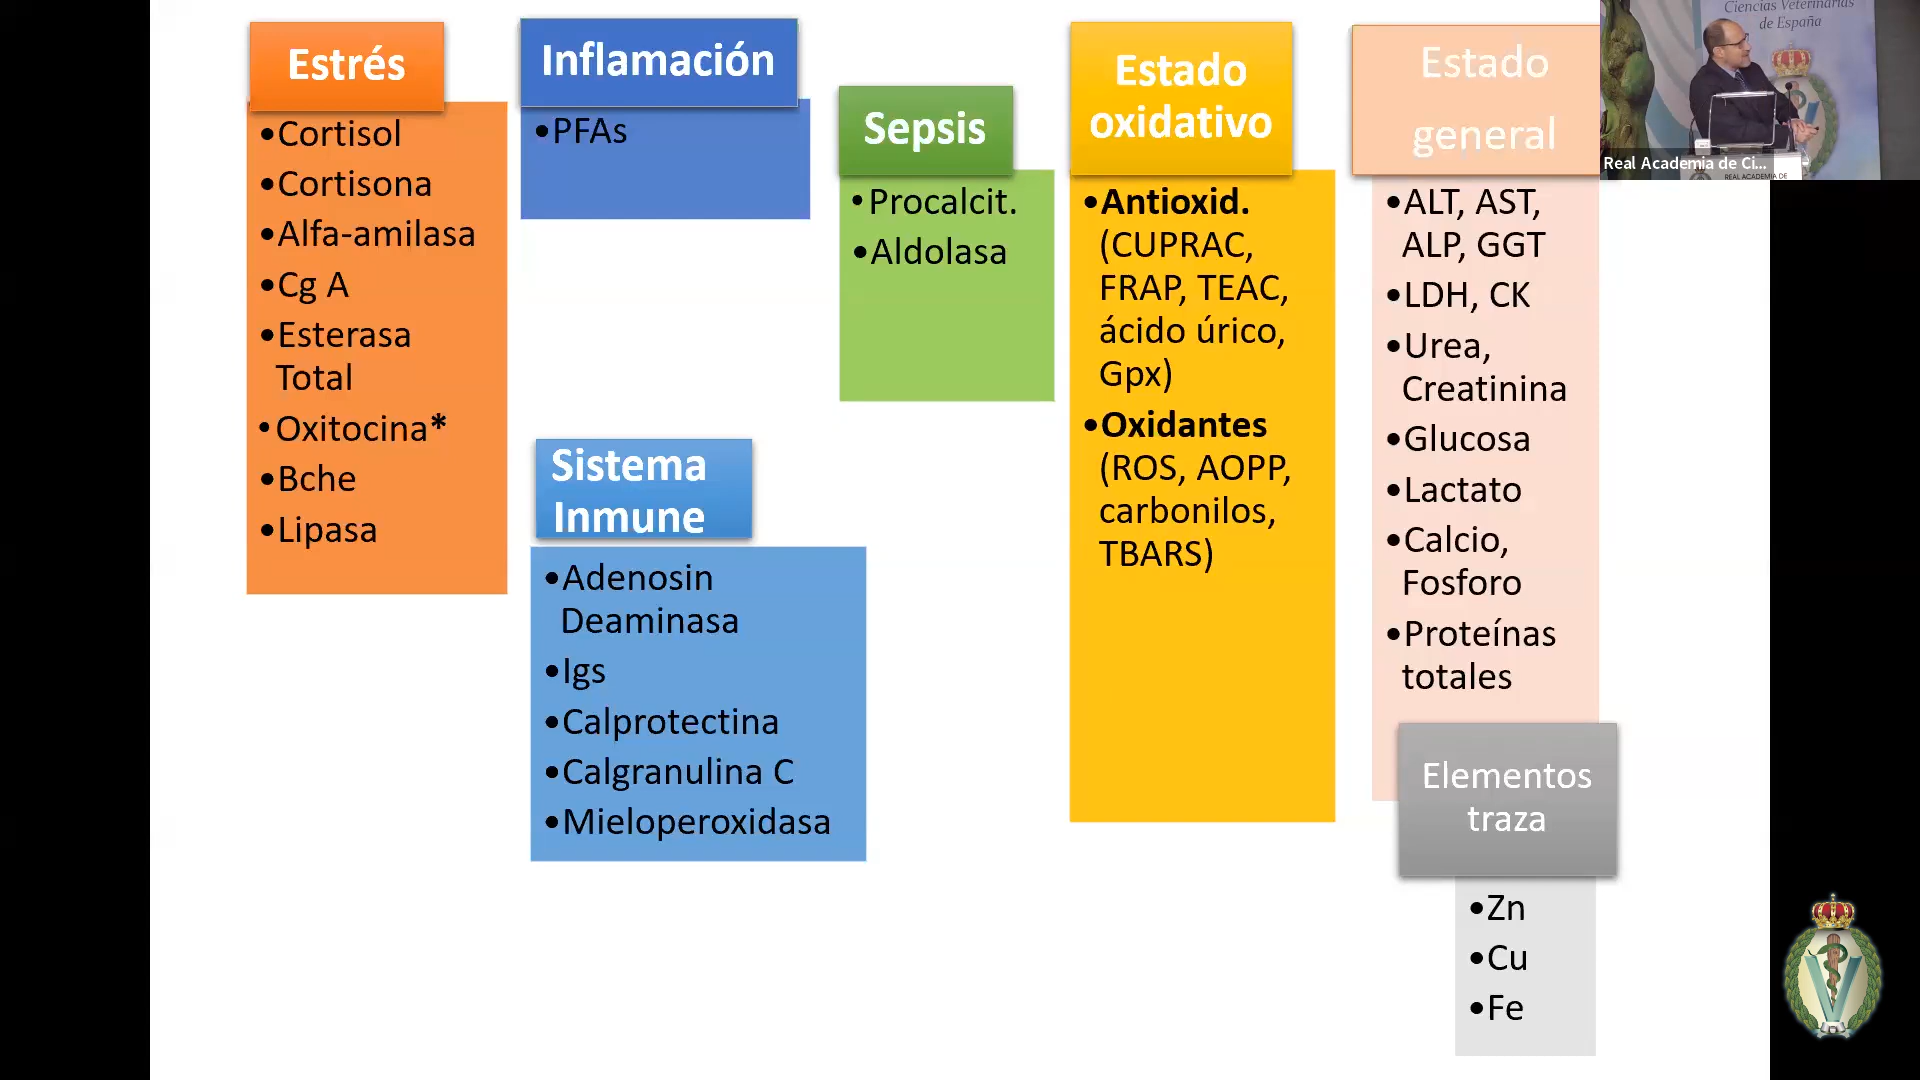 Estrés
•Cortisol
•Cortisona
•Alfa-amilasa
•Cg A
•Esterasa
Total
•Oxitocina*
•Bche
•Lipasa
Inflamación
•PFAs
Sistema
Inmune
•Adenosin
Deaminasa
•Igs
•Calprotectina
•Calgranulina C
•Mieloperoxidasa
Sepsis
•Procalcit.
•Aldolasa
Estado
oxidativo
•Antioxid.
(CUPRAC,
FRAP, TEAC,
ácido úrico,
Gpx)
•Oxidantes
(ROS, AOPP,
carbonilos,
TBARS)
Estado
general
•ALT, AST,
ALP, GGT
•LDH, CK
•Urea,
Creatinina
•Glucosa
•Lactato
•Calcio,
Fosforo
•Proteínas
totales
Elementos
traza
•Zn
•Cu
•Fe
Ciencias Veterinarias
de España
Real Academia de Ci...
REAL ACADEMIA DE
V